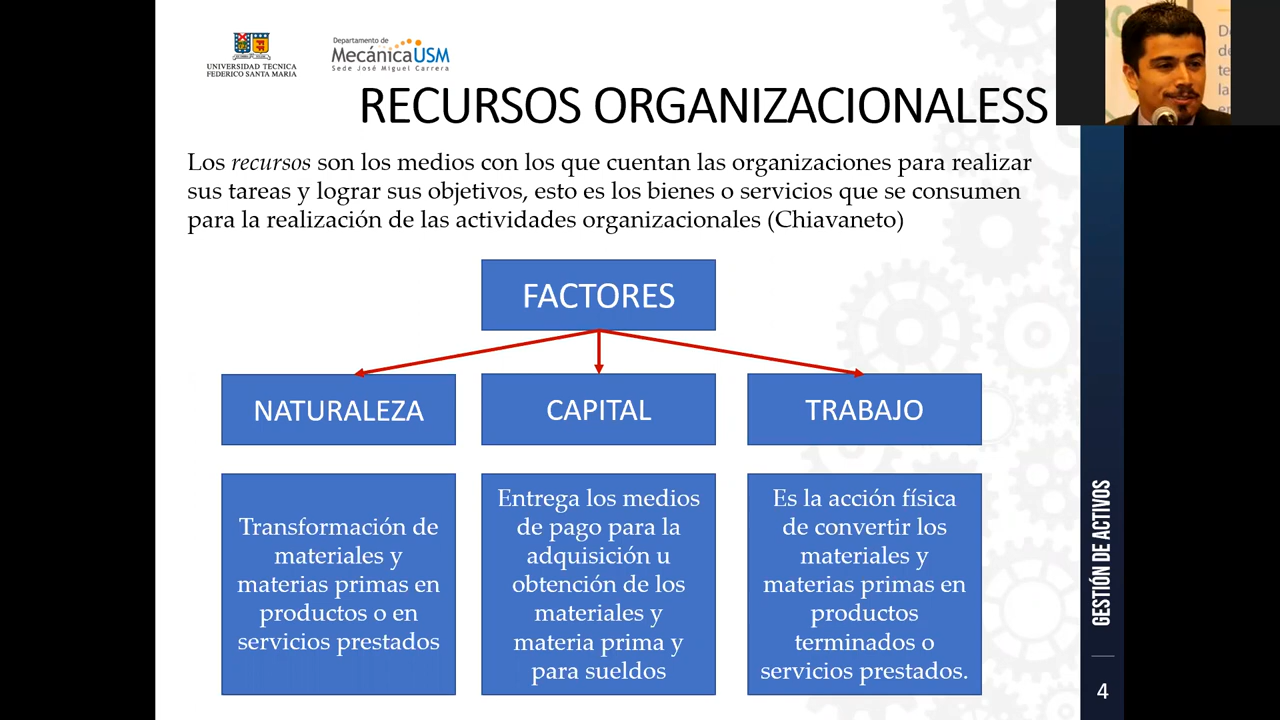 UNIVERSIDAD TECNICA
FEDERICO SANTA MARIA
Departamento de
MecánicaUSM
Sede José Miguel Carrera
RECURSOS ORGANIZACIONALESS
Los recursos son los medios con los que cuentan las organizaciones para realizar
sus tareas y lograr sus objetivos, esto es los bienes o servicios que se consumen
para la realización de las actividades organizacionales (Chiavaneto)
FACTORES
NATURALEZA
CAPITAL
TRABAJO
Transformación de
materiales y
materias primas en
productos o en
servicios prestados
Entrega los medios
de pago para la
adquisición u
obtención de los
materiales y
materia prima y
para sueldos
Es la acción física
de convertir los
materiales y
materias primas en
productos
terminados o
servicios prestados.
GESTIÓN DE ACTIVOS
4